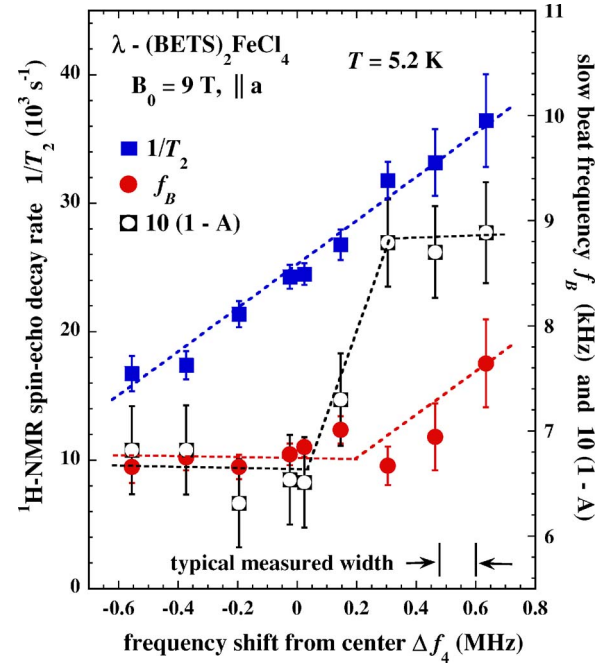 λ - (BETS)₂FeCl₄
B₀ = 9 T, || a
T = 5.2 K
1/T₂
f_B
10 (1 - A)
typical measured width
¹H-NMR spin-echo decay rate 1/T₂ (10³ s⁻¹)
0
10
20
30
40
slow beat frequency f_B (kHz) and 10 (1 - A)
5
6
7
8
9
10
11
-0.6 -0.4 -0.2 0 0.2 0.4 0.6 0.8
frequency shift from center Δf₄ (MHz)